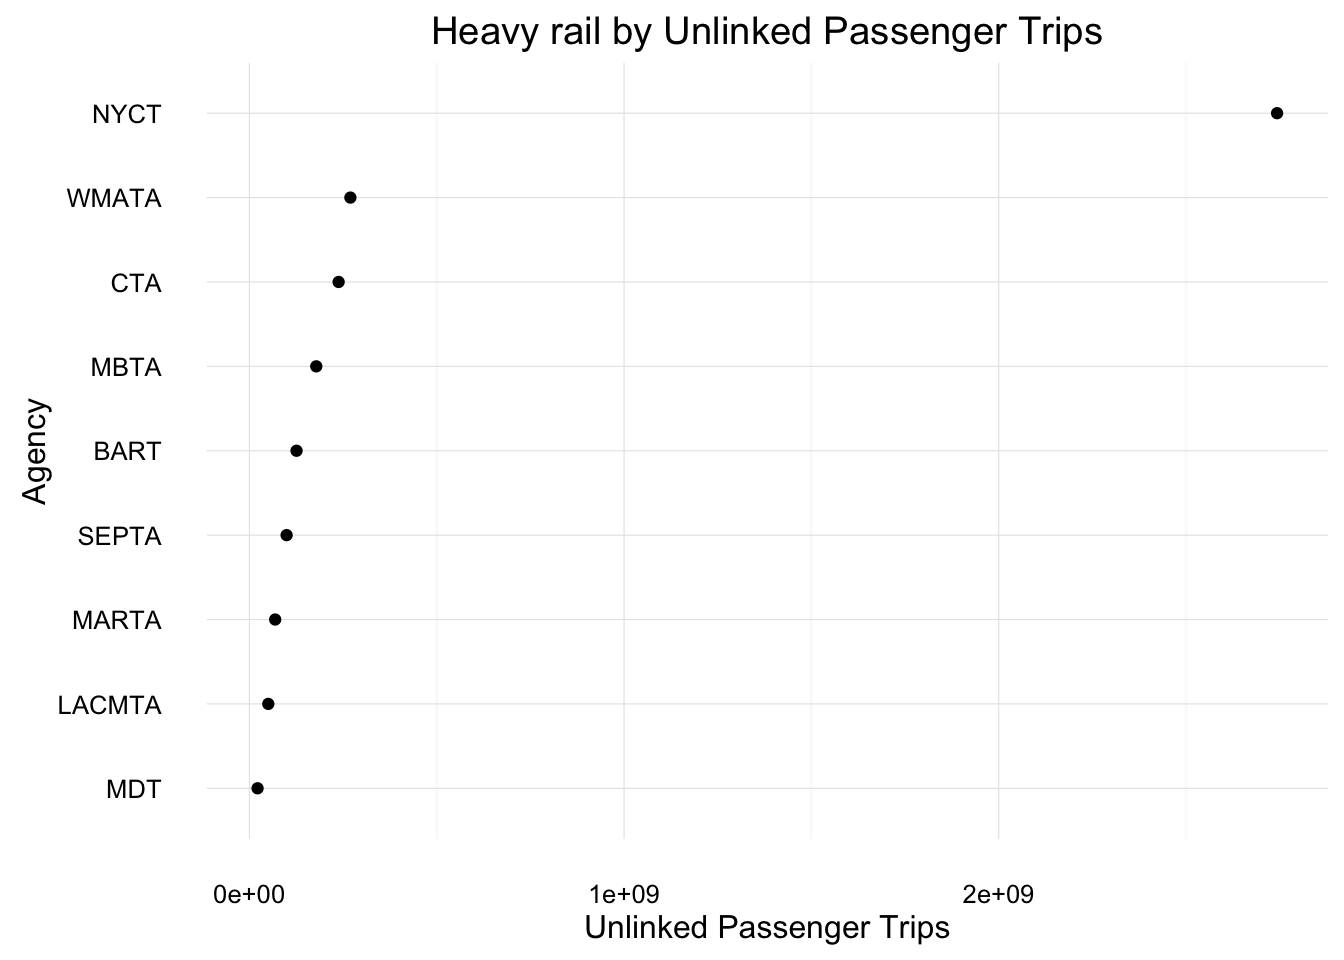 Heavy rail by Unlinked Passenger Trips
NYCT
WMATA
CTA
MBTA
BART
SEPTA
MARTA
LACMTA
MDT
Agency
0e+00 1e+09 2e+09
Unlinked Passenger Trips